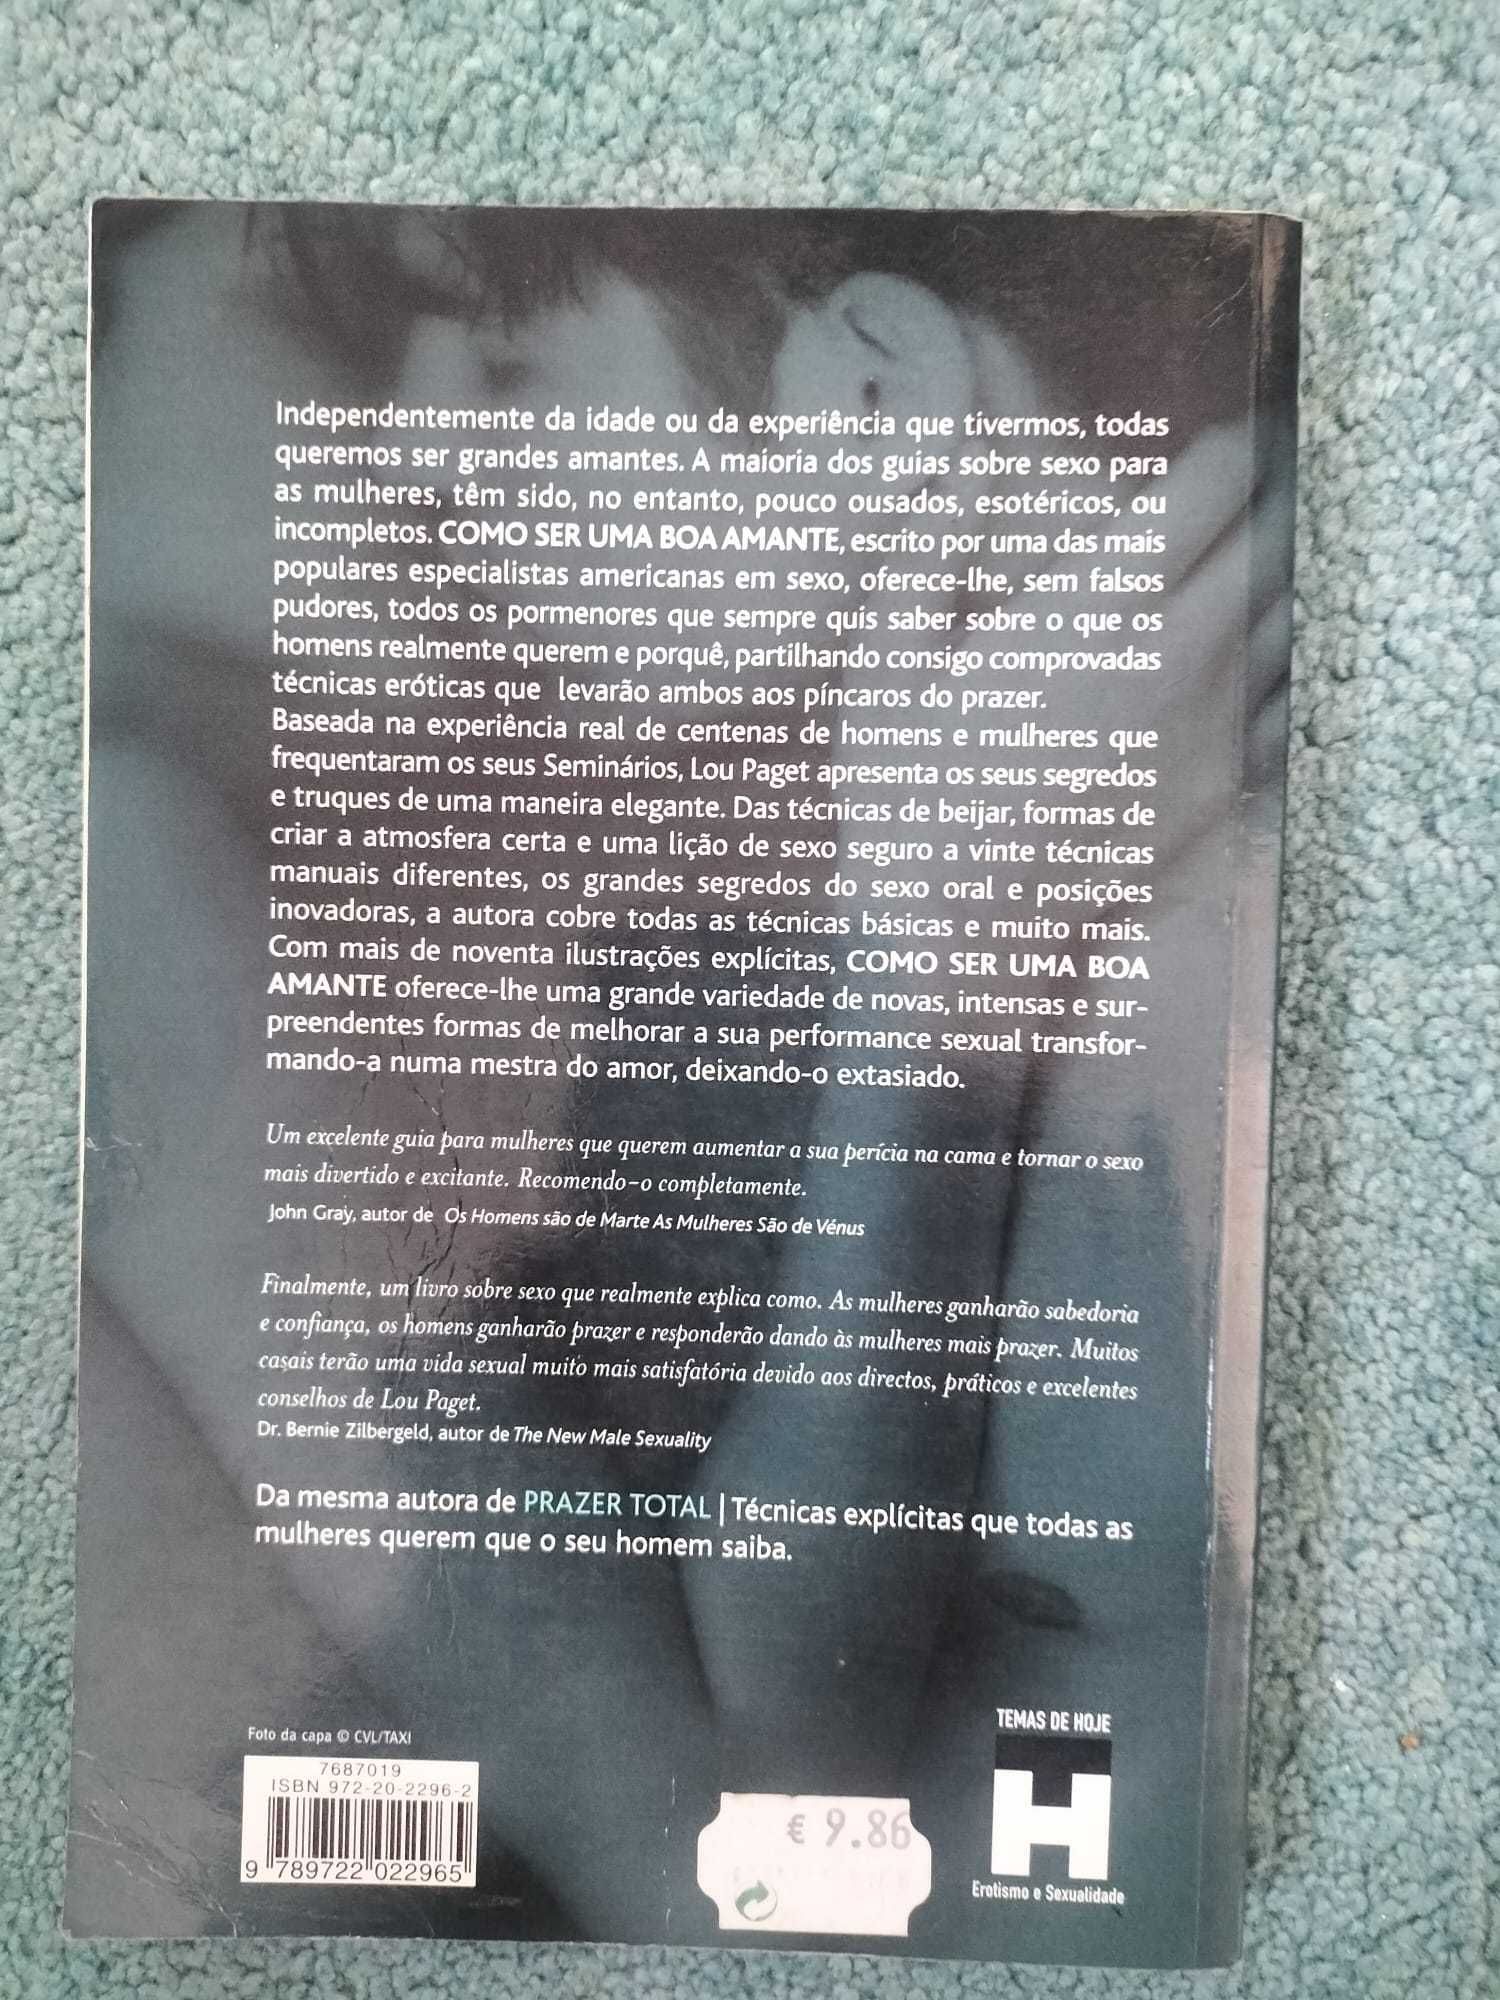 Independentemente da idade ou da experiência que tivermos, todas
queremos ser grandes amantes. A maioria dos guias sobre sexo para
as mulheres, têm sido, no entanto, pouco ousados, esotéricos, ou
incompletos. COMO SER UMA BOA AMANTE, escrito por uma das mais
populares especialistas americanas em sexo, oferece-lhe, sem falsos
pudores, todos os pormenores que sempre quis saber sobre o que os
homens realmente querem e porquê, partilhando consigo comprovadas
técnicas eróticas que levarão ambos aos píncaros do prazer.
Baseada na experiência real de centenas de homens e mulheres que
frequentaram os seus Seminários, Lou Paget apresenta os seus segredos
e truques de uma maneira elegante. Das técnicas de beijar, formas de
criar a atmosfera certa e uma lição de sexo seguro a vinte técnicas
manuais diferentes, os grandes segredos do sexo oral e posições
inovadoras, a autora cobre todas as técnicas básicas e muito mais.
Com mais de noventa ilustrações explícitas, COMO SER UMA BOA
AMANTE oferece-lhe uma grande variedade de novas, intensas e sur-
preendentes formas de melhorar a sua performance sexual transfor-
mando-a numa mestra do amor, deixando-o extasiado.
Um excelente guia para mulheres que querem aumentar a sua perícia na cama e tornar o sexo
mais divertido e excitante. Recomendo-o completamente.
John Gray, autor de Os Homens são de Marte As Mulheres São de Vénus
Finalmente, um livro sobre sexo que realmente explica como. As mulheres ganharão sabedoria
e confiança, os homens ganharão prazer e responderão dando às mulheres mais prazer. Muitos
casais terão uma vida sexual muito mais satisfatória devido aos directos, práticos e excelentes
conselhos de Lou Paget.
Dr. Bernie Zilbergeld, autor de The New Male Sexuality
Da mesma autora de PRAZER TOTAL | Técnicas explícitas que todas as
mulheres querem que o seu homem saiba.
Foto da capa © CVL/TAXI
7687019
ISBN 972-20-2296-2
9 789722 022965
€ 9.86
TEMAS DE HOJE
H
Erotismo e Sexualidade